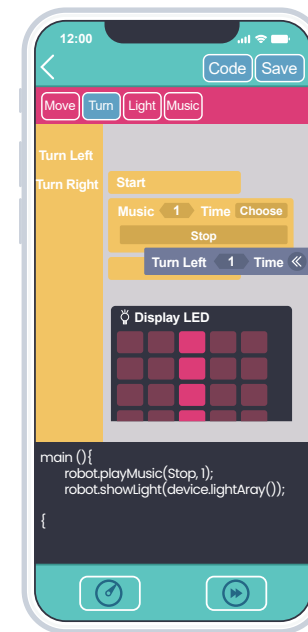 12:00
Code Save
Move Turn Light Music
Turn Left
Turn Right
Start
Music 1 Time Choose
Stop
Turn Left 1 Time
Display LED
main (){
robot.playMusic(Stop, 1);
robot.showLight(device.lightAray());
{